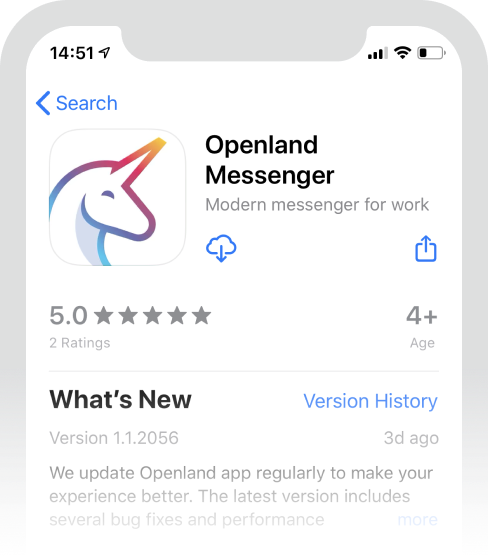 14:51
Search
Openland
Messenger
Modern messenger for work
5.0
4+
2 Ratings
Age
What’s New
Version History
Version 1.1.2056
3d ago
We update Openland app regularly to make your
experience better. The latest version includes
several bug fixes and performance
more